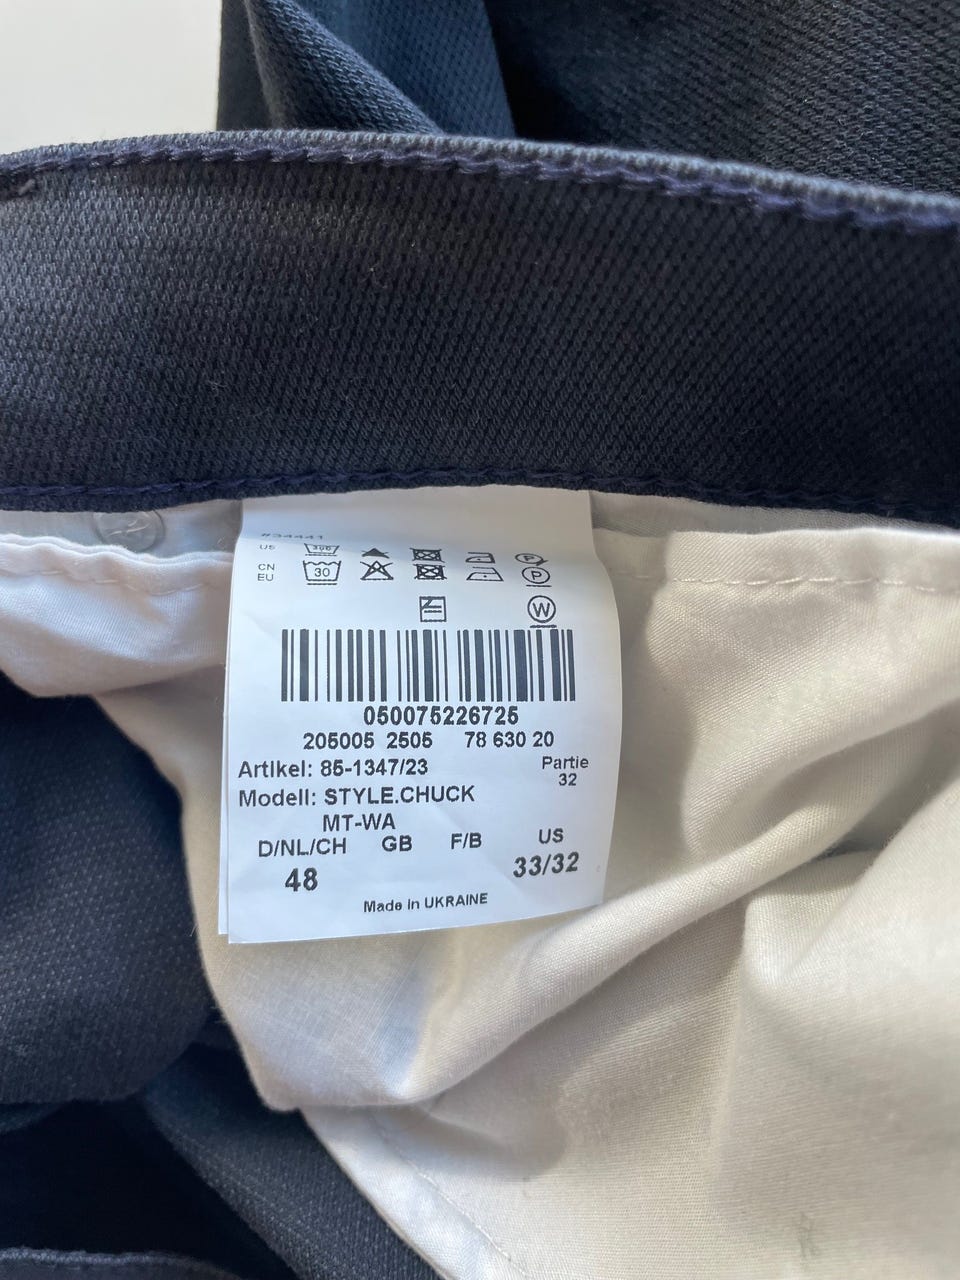 #34441
US
CN
EU 30
P
W
050075226725
205005 2505 78 630 20
Artikel: 85-1347/23 Partie
32
Modell: STYLE.CHUCK
MT-WA
D/NL/CH GB F/B US
48 33/32
Made in UKRAINE